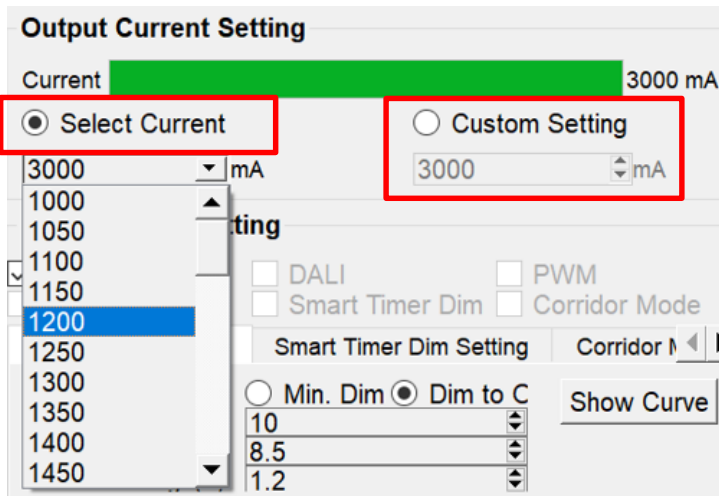 Output Current Setting
Current 3000 mA
Select Current Custom Setting
3000 mA 3000 mA
1000
1050
1100
1150
1200
1250
1300
1350
1400
1450
tting
DALI PWM
Smart Timer Dim Corridor Mode
Smart Timer Dim Setting Corridor M
Min. Dim Dim to C Show Curve
10
8.5
1.2